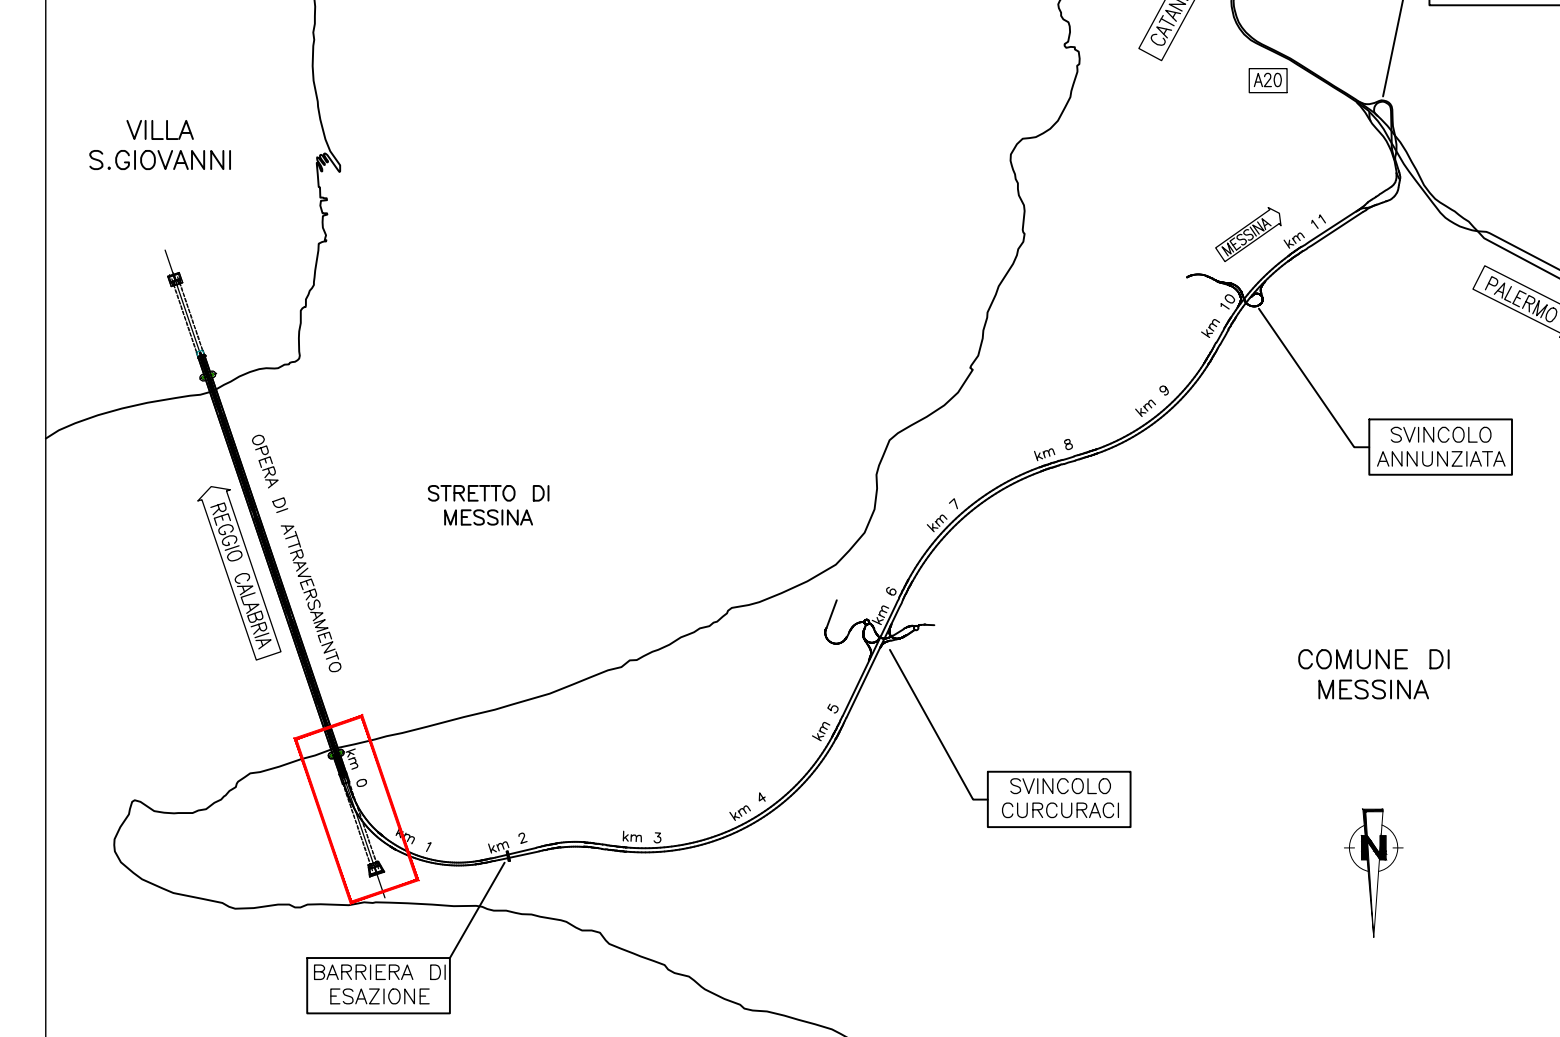 CATAN
A20
VILLA
S.GIOVANNI
MESSINA
km 11
PALERMO
km 10
km 9
SVINCOLO
ANNUNZIATA
km 8
OPERA DI ATTRAVERSAMENTO
STRETTO DI
MESSINA
REGGIO CALABRIA
km 7
km 6
COMUNE DI
MESSINA
km 5
km 0
SVINCOLO
CURCURACI
km 4
km 3
km 2
km 1
N
BARRIERA DI
ESAZIONE